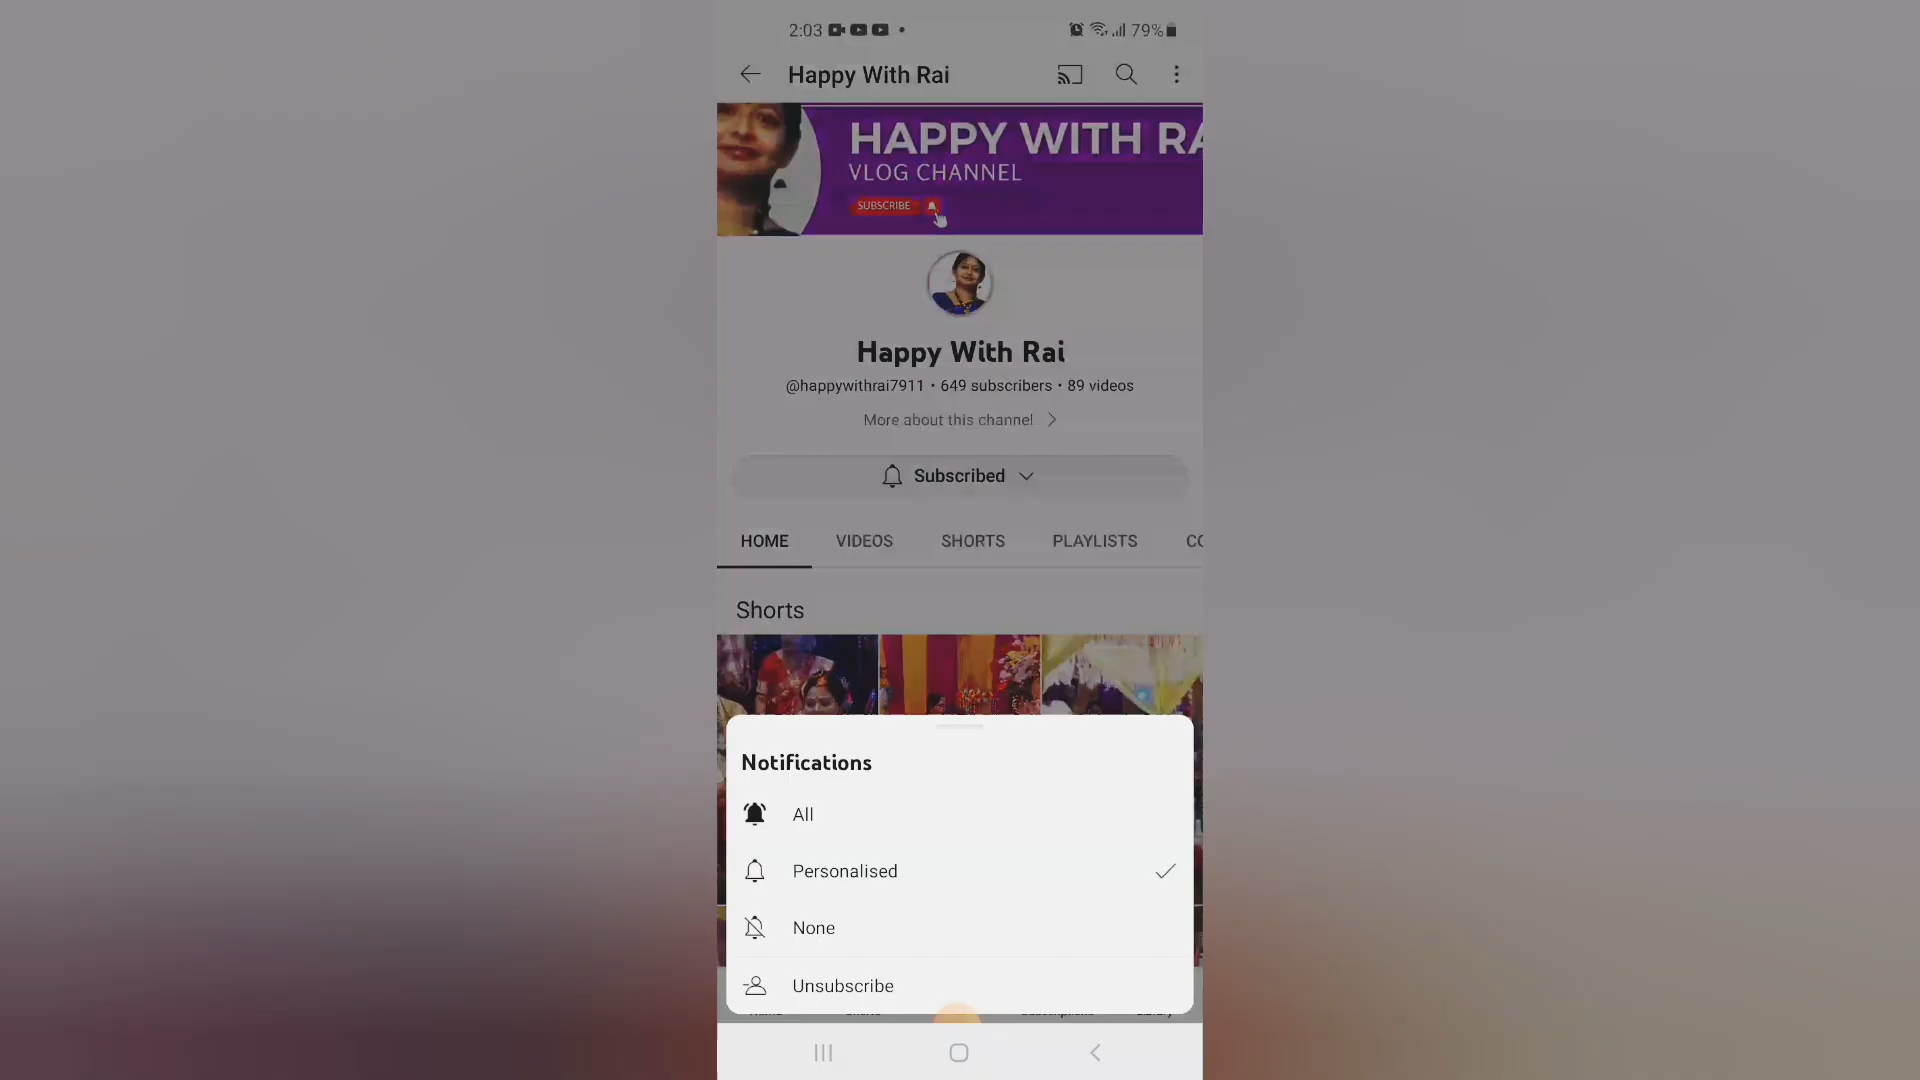 2:03 79%
Happy With Rai
HAPPY WITH RA
VLOG CHANNEL
SUBSCRIBE
Happy With Rai
@happywithrai7911 • 649 subscribers • 89 videos
More about this channel
Subscribed
HOME VIDEOS SHORTS PLAYLISTS CO
Shorts
Notifications
All
Personalised
None
Unsubscribe